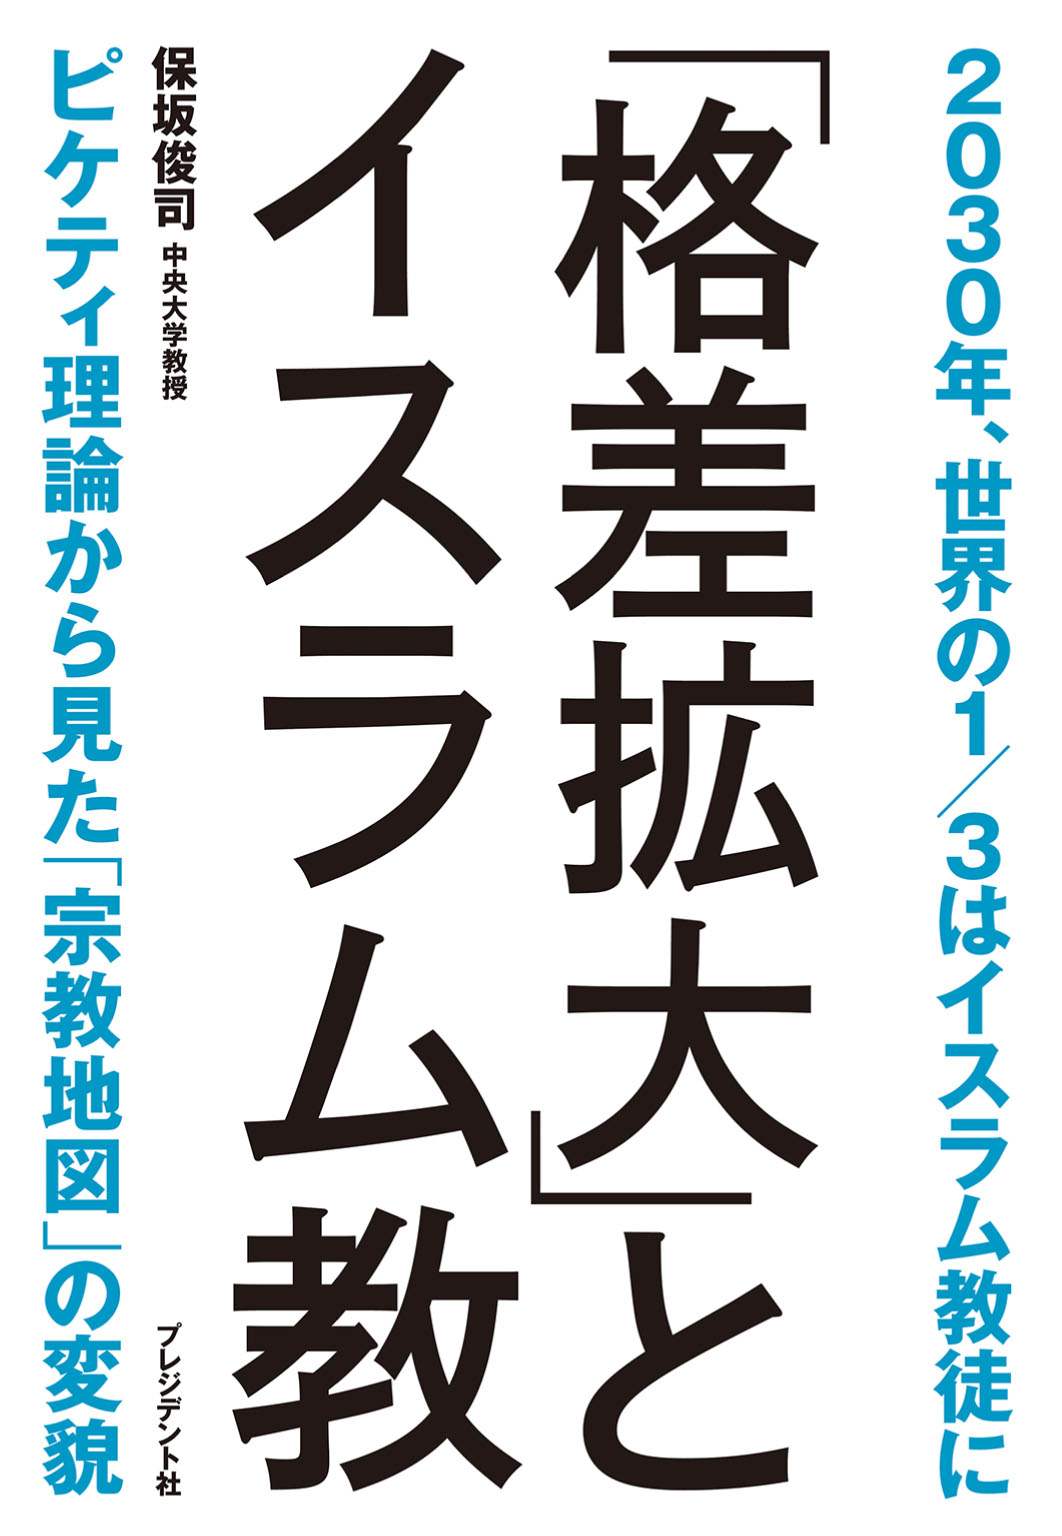 2030年、世界の1/3はイスラム教徒に
「格差拡大」と
イスラム教
保坂俊司 中央大学教授
プレジデント社
ピケティ理論から見た「宗教地図」の変貌